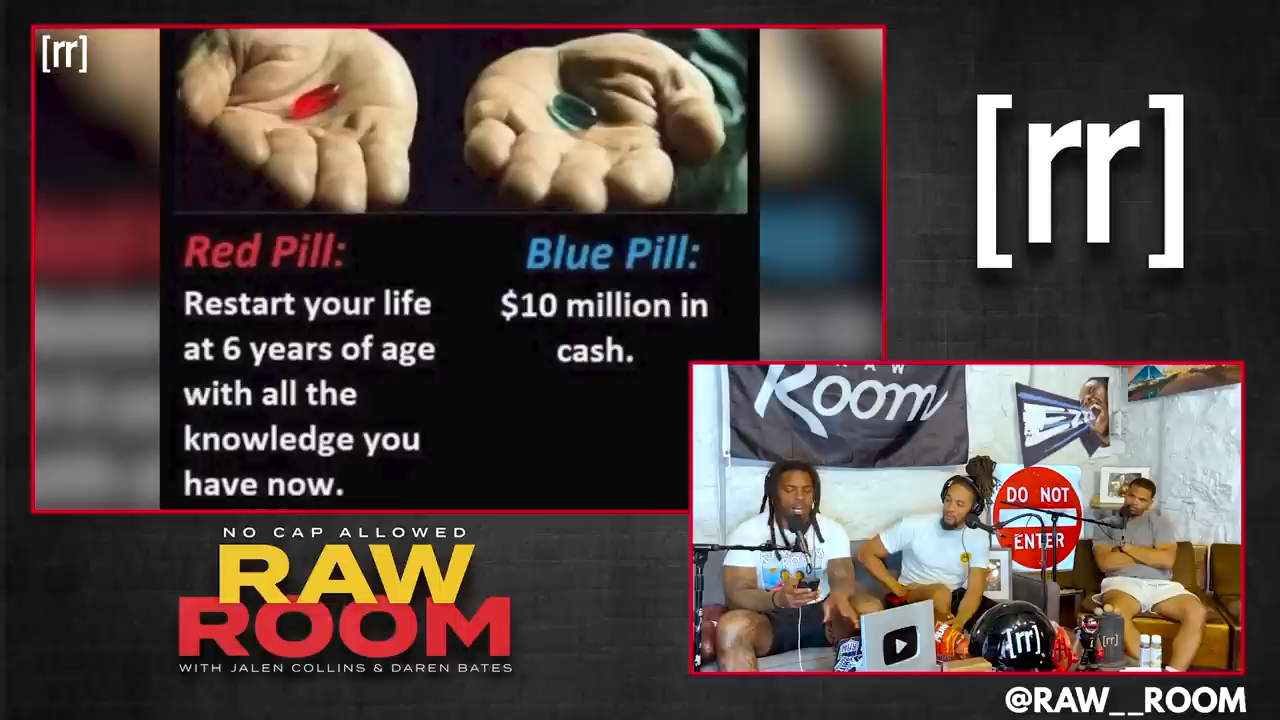 [rr]
Red Pill:
Restart your life
at 6 years of age
with all the
knowledge you
have now.
Blue Pill:
$10 million in
cash.
[rr]
NO CAP ALLOWED
RAW
ROOM
WITH JALEN COLLINS & DAREN BATES
RAW
Room
DO NOT
ENTER
[rr]
@RAW__ROOM